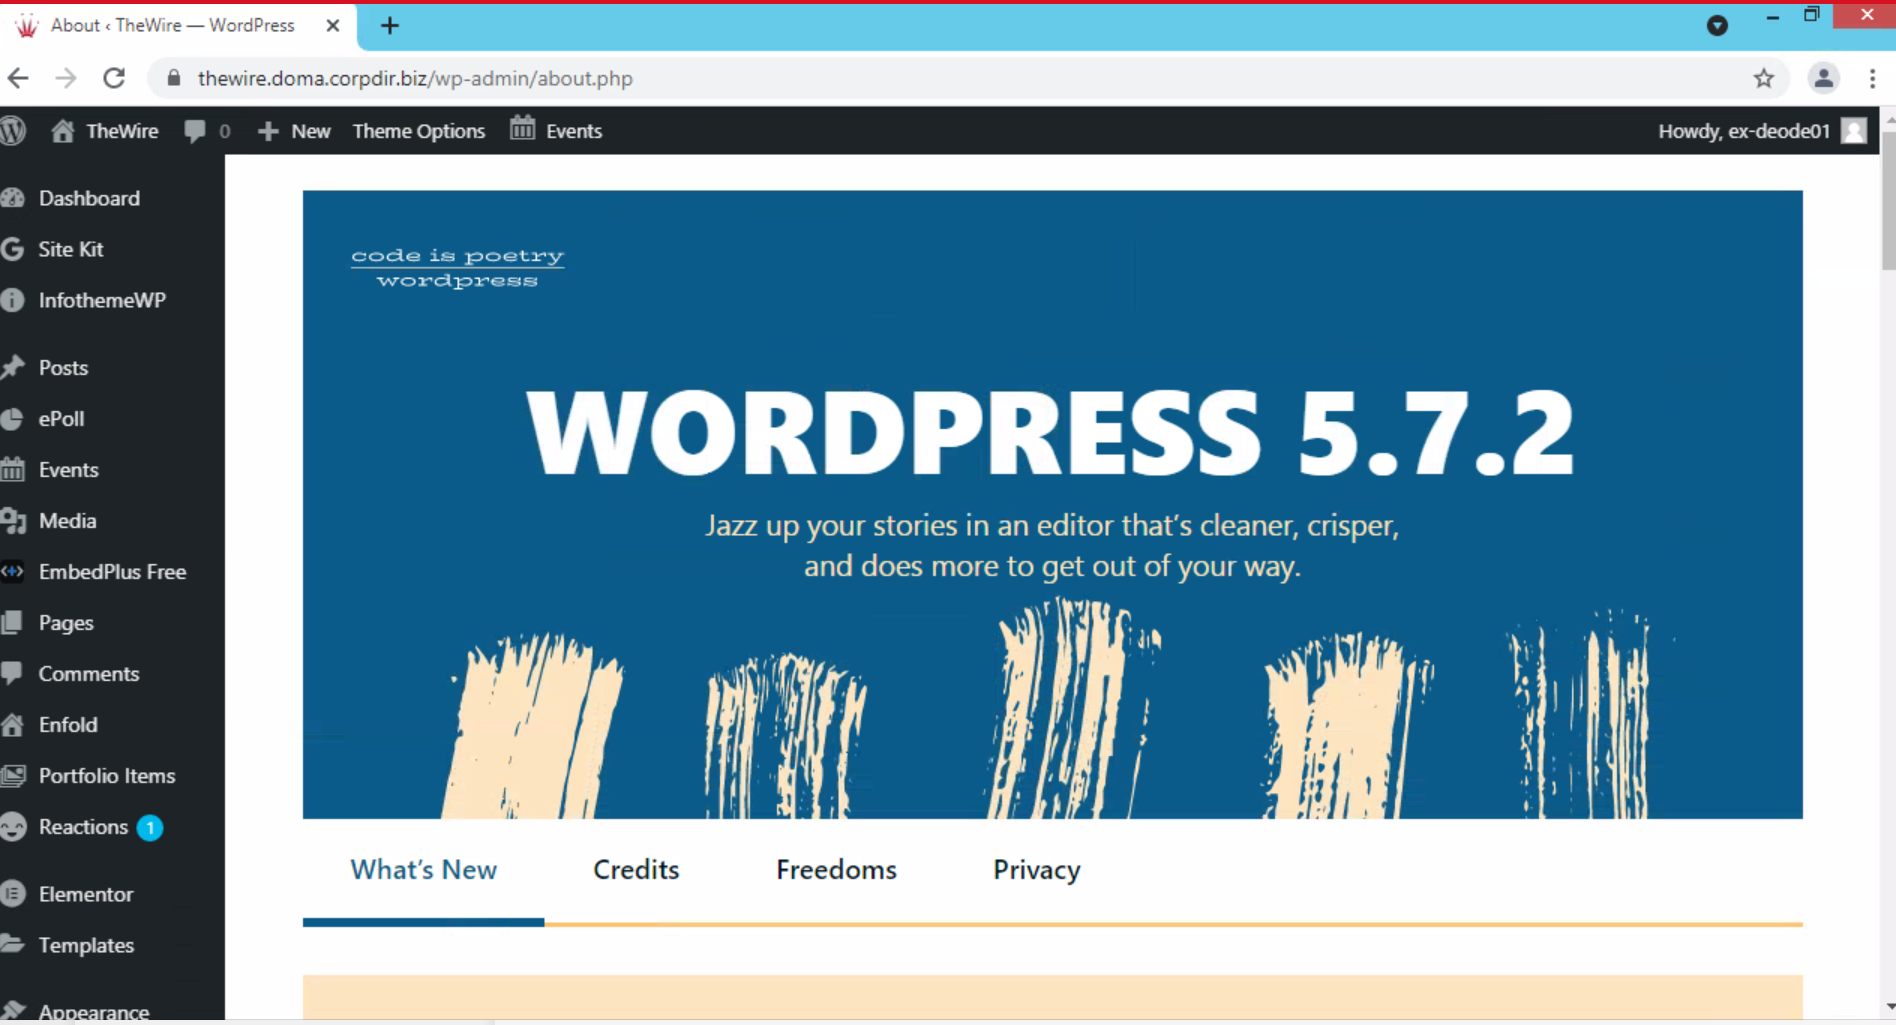 About ‹ TheWire — WordPress
thewire.doma.corpdir.biz/wp-admin/about.php
TheWire 0 New Theme Options Events Howdy, ex-deode01
Dashboard
Site Kit
InfothemeWP
Posts
ePoll
Events
Media
EmbedPlus Free
Pages
Comments
Enfold
Portfolio Items
Reactions 1
Elementor
Templates
Appearance
code is poetry
wordpress
WORDPRESS 5.7.2
Jazz up your stories in an editor that’s cleaner, crisper,
and does more to get out of your way.
What’s New Credits Freedoms Privacy